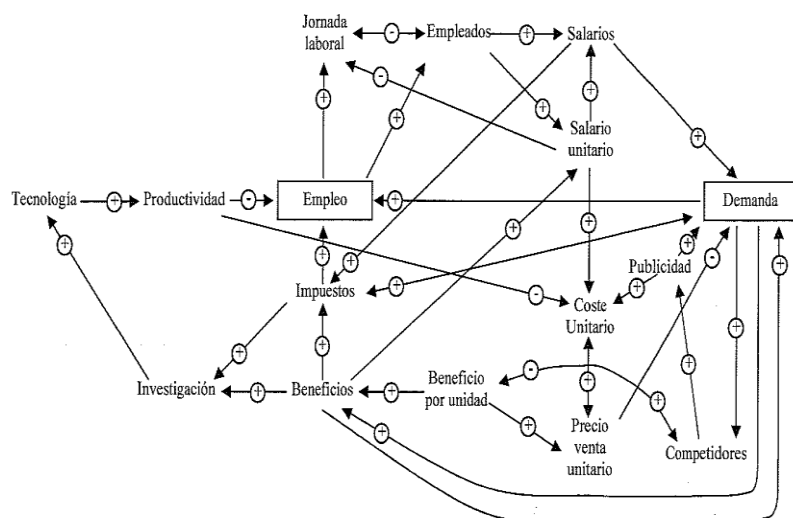 Jornada
laboral
-
Empleados
+
Salarios
-
+
+
+
+
+
Salario
unitario
Tecnología
+
Productividad
-
Empleo
+
Demanda
+
+
+
+
+
-
Publicidad
+
Impuestos
+
-
+
Coste
Unitario
+
+
+
Investigación
+
Beneficios
+
Beneficio
por unidad
-
+
+
+
+
Precio
venta
unitario
Competidores
+